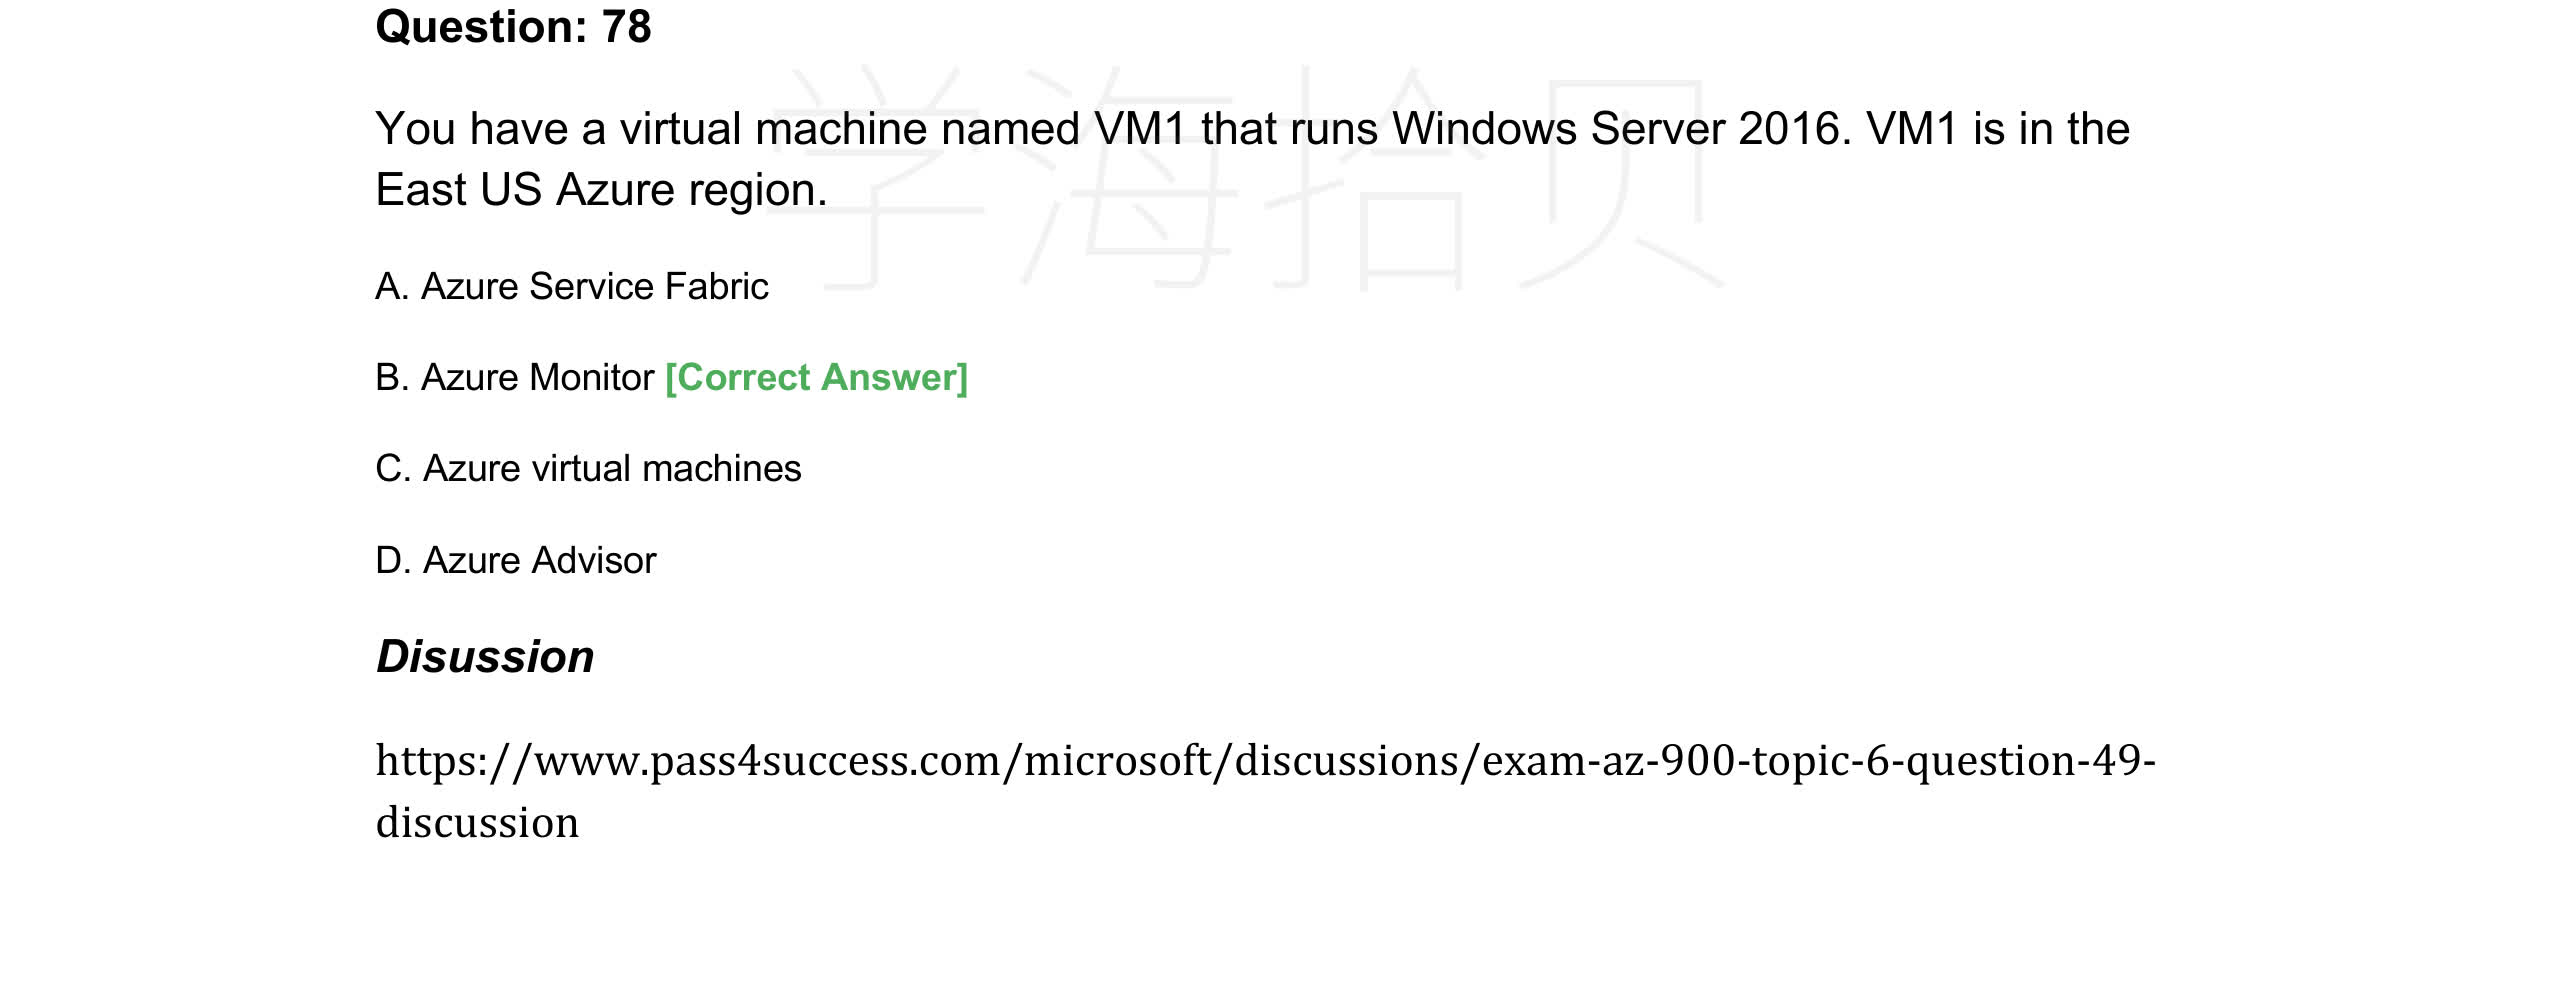 Question: 78
学海拾贝
You have a virtual machine named VM1 that runs Windows Server 2016. VM1 is in the
East US Azure region.
A. Azure Service Fabric
B. Azure Monitor [Correct Answer]
C. Azure virtual machines
D. Azure Advisor
Disussion
https://www.pass4success.com/microsoft/discussions/exam-az-900-topic-6-question-49-
discussion